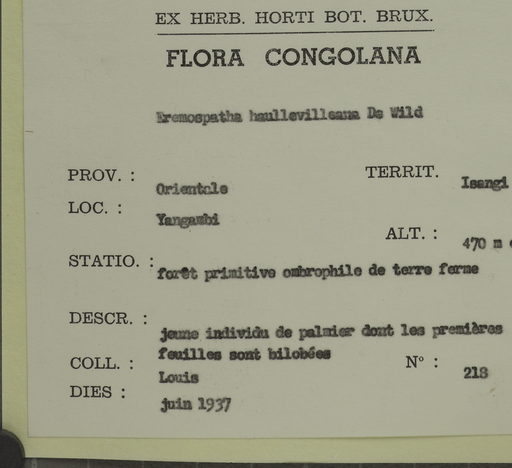 EX HERB. HORTI BOT. BRUX.
FLORA CONGOLANA
Eremospatha haullevilleana De Wild
PROV. : Orientale TERRIT. Isangi
LOC. : Yangambi
ALT. : 470 m
STATIO. : forêt primitive ombrophile de terre ferme
DESCR. : jeune individu de palmier dont les premières
feuilles sont bilobées
COLL. : Louis N° : 218
DIES : juin 1937